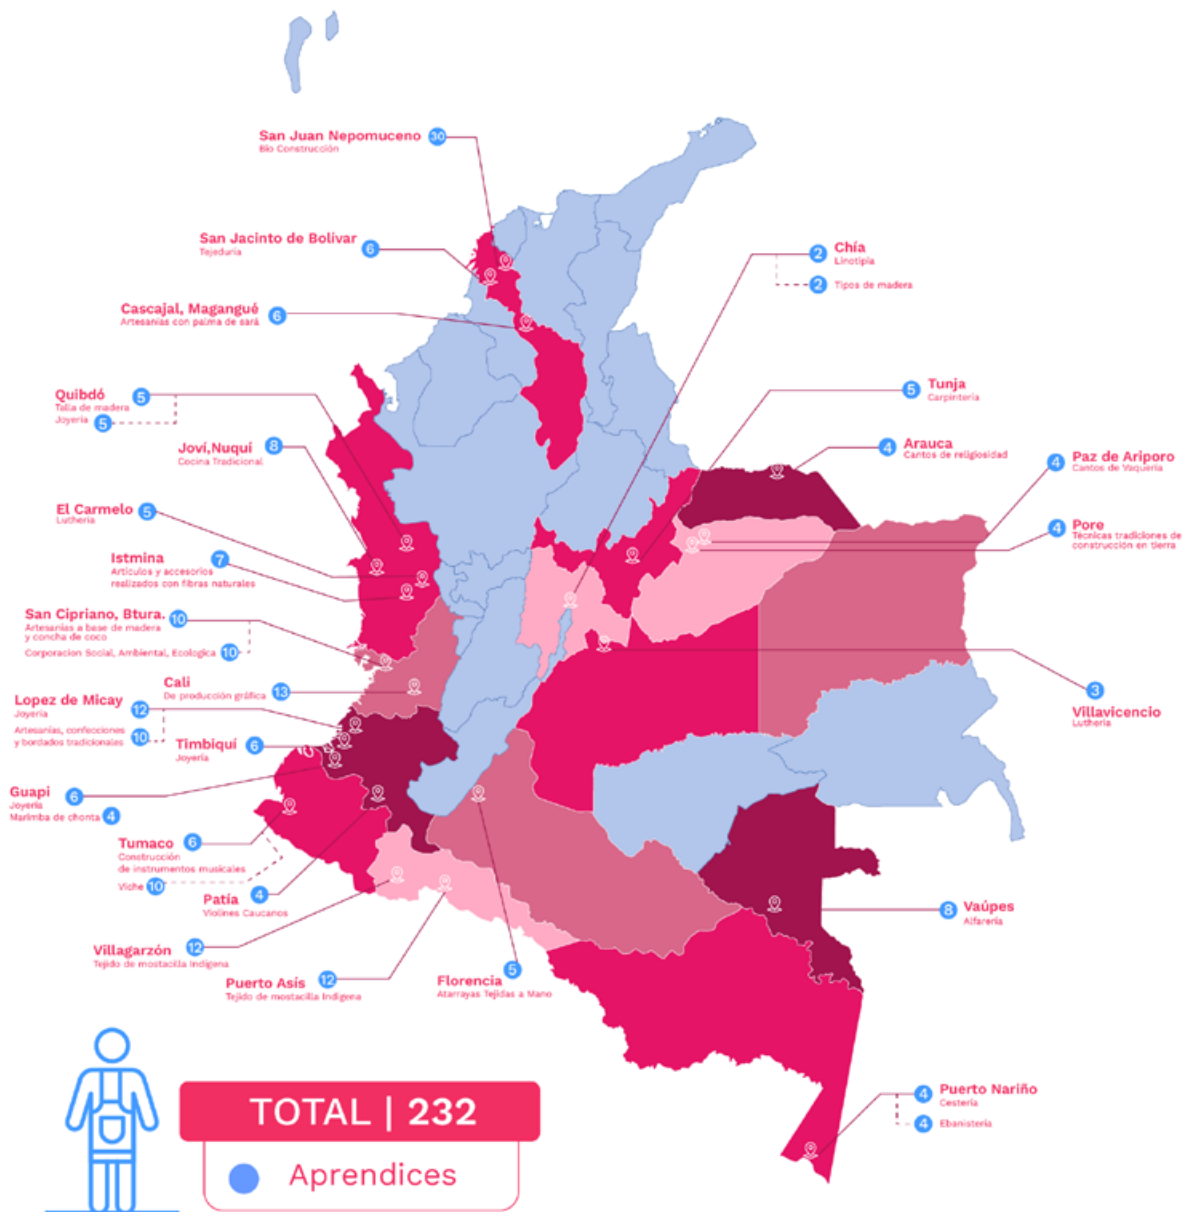 San Juan Nepomuceno 30
Bio Construcción
San Jacinto de Bolívar 6
Tejeduría
Cascajal, Magangué 6
Artesanías con palma de sará
Quibdó 5
Talla de madera
Joyería 5
Joví,Nuquí 8
Cocina Tradicional
El Carmelo 5
Luthería
Istmina 7
Artículos y accesorios
realizados con fibras naturales
San Cipriano, Btura. 10
Artesanías a base de madera
y concha de coco
Corporacion Social, Ambiental, Ecologica 10
Cali 13
De producción gráfica
Lopez de Micay 12
Joyería
Artesanías, confecciones
y bordados tradicionales 10
Timbiquí 6
Joyería
Guapi 6
Joyería
Marimba de chonta 4
Tumaco 6
Construcción
de instrumentos musicales
Viche 10
Patía 4
Violines Caucanos
Villagarzón 12
Tejido de mostacilla Indígena
Puerto Asís 12
Tejido de mostacilla Indígena
Florencia 5
Atarrayas Tejidas a Mano
2 Chía
Linotipia
2 Tipos de madera
5 Tunja
Carpintería
4 Arauca
Cantos de religiosidad
4 Paz de Ariporo
Cantos de Vaquería
4 Pore
Técnicas tradiciones de
construcción en tierra
3
Villavicencio
Luthería
8 Vaúpes
Alfarería
4 Puerto Nariño
Cestería
4 Ebanistería
TOTAL | 232
Aprendices